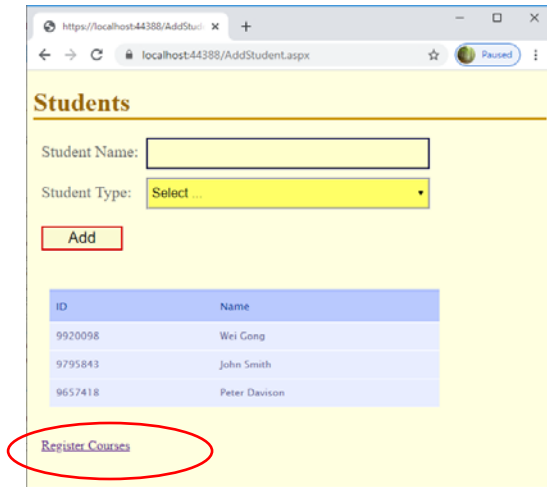 https://localhost:44388/AddStud
localhost:44388/AddStudent.aspx
Paused
Students
Student Name:
Student Type: Select ...
Add
ID Name
9920098 Wei Gong
9795843 John Smith
9657418 Peter Davison
Register Courses